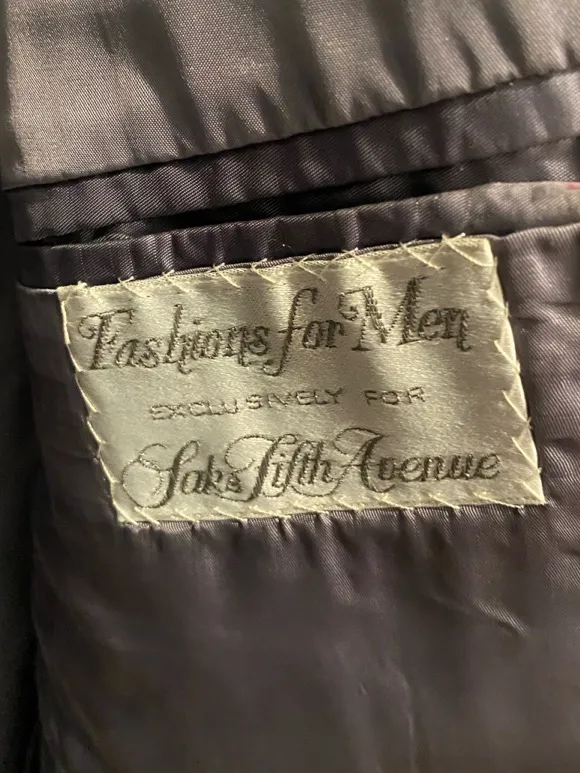 Fashions for Men
EXCLUSIVELY FOR
Saks Fifth Avenue